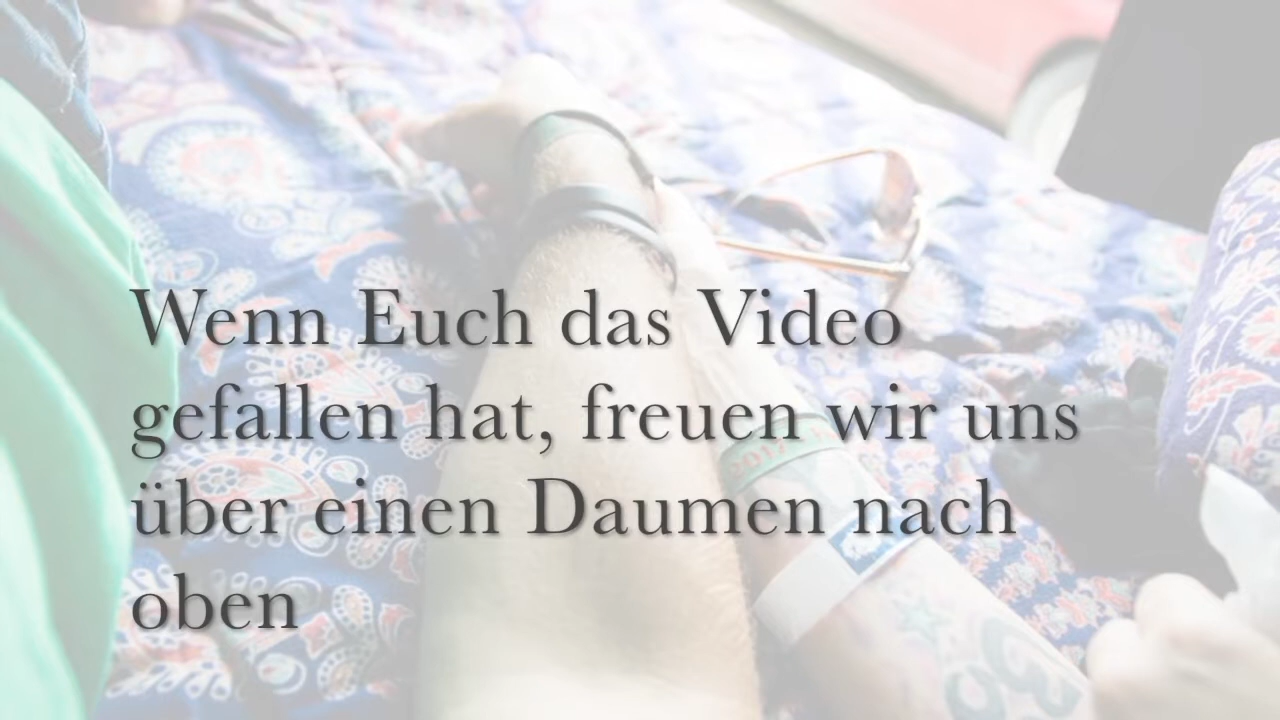 Wenn Euch das Video
gefallen hat, freuen wir uns
über einen Daumen nach
oben